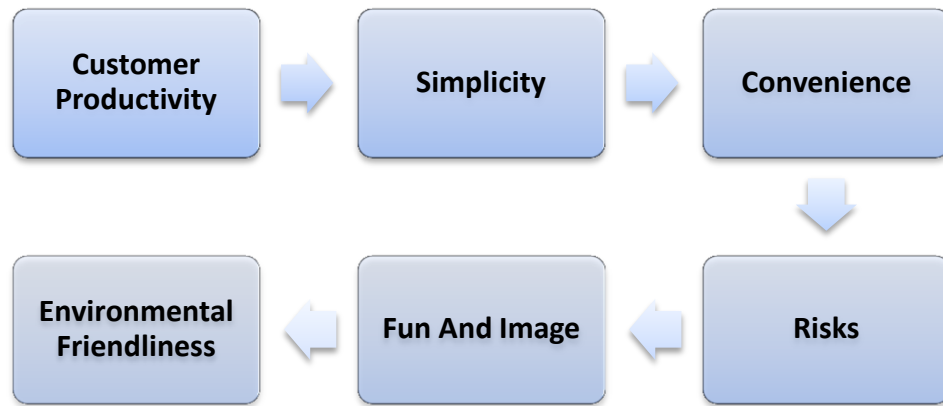 Customer
Productivity
Simplicity
Convenience
Risks
Fun And Image
Environmental
Friendliness